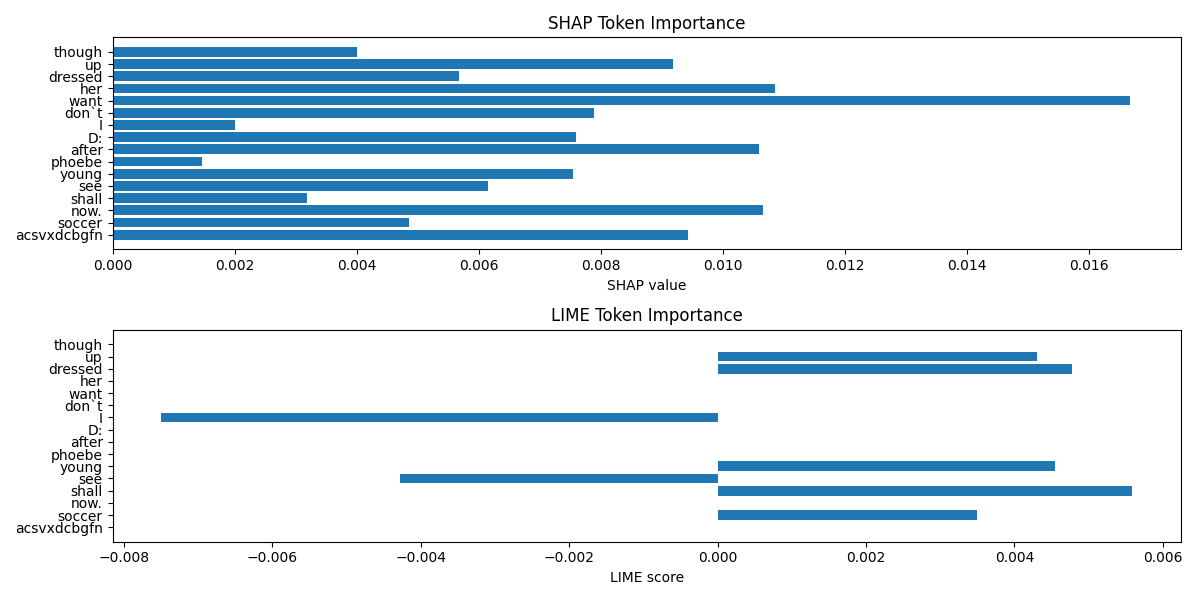 SHAP Token Importance
though
up
dressed
her
want
don`t
I
D:
after
phoebe
young
see
shall
now.
soccer
acsvxdcbgfn
0.000 0.002 0.004 0.006 0.008 0.010 0.012 0.014 0.016
SHAP value
LIME Token Importance
though
up
dressed
her
want
don`t
I
D:
after
phoebe
young
see
shall
now.
soccer
acsvxdcbgfn
−0.008 −0.006 −0.004 −0.002 0.000 0.002 0.004 0.006
LIME score